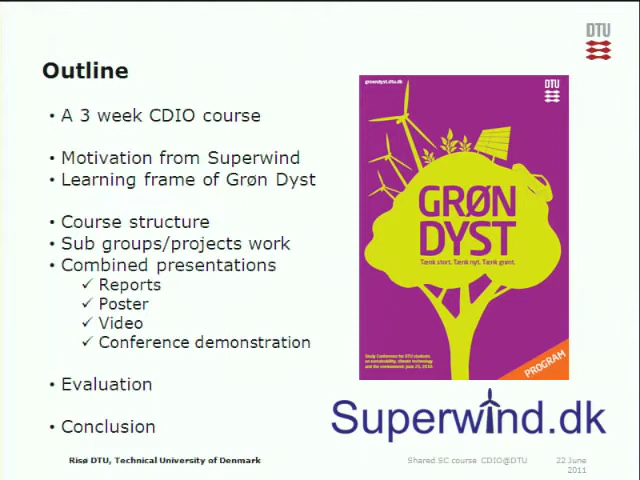 DTU
Outline
• A 3 week CDIO course
• Motivation from Superwind
• Learning frame of Grøn Dyst
• Course structure
• Sub groups/projects work
• Combined presentations
✓ Reports
✓ Poster
✓ Video
✓ Conference demonstration
• Evaluation
• Conclusion
groendyst.dtu.dk
DTU
GRØN
DYST
Tænk stort. Tænk nyt. Tænk grønt.
Study Conference for DTU students
on sustainability, climate technology
and the environment: June 25, 2010.
PROGRAM
Superwind.dk
Risø DTU, Technical University of Denmark
Shared SC course CDIO@DTU
22 June
2011